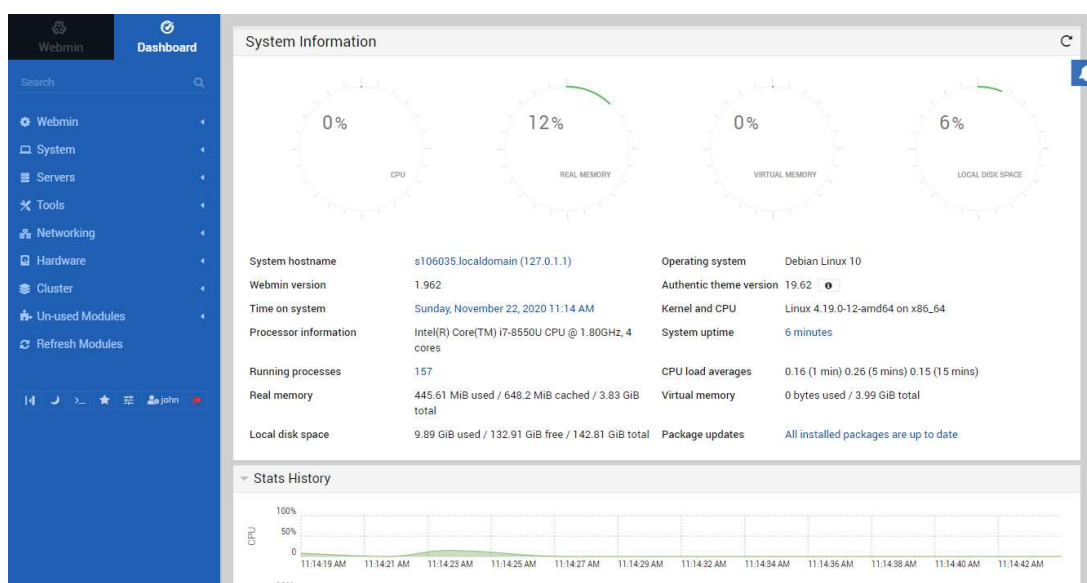 Webmin
Dashboard
Search
Webmin
System
Servers
Tools
Networking
Hardware
Cluster
Un-used Modules
Refresh Modules
john
System Information
0%
CPU
12%
REAL MEMORY
0%
VIRTUAL MEMORY
6%
LOCAL DISK SPACE
System hostname s106035.localdomain (127.0.1.1) Operating system Debian Linux 10
Webmin version 1.962 Authentic theme version 19.62
Time on system Sunday, November 22, 2020 11:14 AM Kernel and CPU Linux 4.19.0-12-amd64 on x86_64
Processor information Intel(R) Core(TM) i7-8550U CPU @ 1.80GHz, 4 System uptime 6 minutes
cores
Running processes 157 CPU load averages 0.16 (1 min) 0.26 (5 mins) 0.15 (15 mins)
Real memory 445.61 MiB used / 648.2 MiB cached / 3.83 GiB Virtual memory 0 bytes used / 3.99 GiB total
total
Local disk space 9.89 GiB used / 132.91 GiB free / 142.81 GiB total Package updates All installed packages are up to date
Stats History
CPU
100%
50%
0
11:14:19 AM 11:14:21 AM 11:14:23 AM 11:14:25 AM 11:14:27 AM 11:14:29 AM 11:14:32 AM 11:14:34 AM 11:14:36 AM 11:14:38 AM 11:14:40 AM 11:14:42 AM